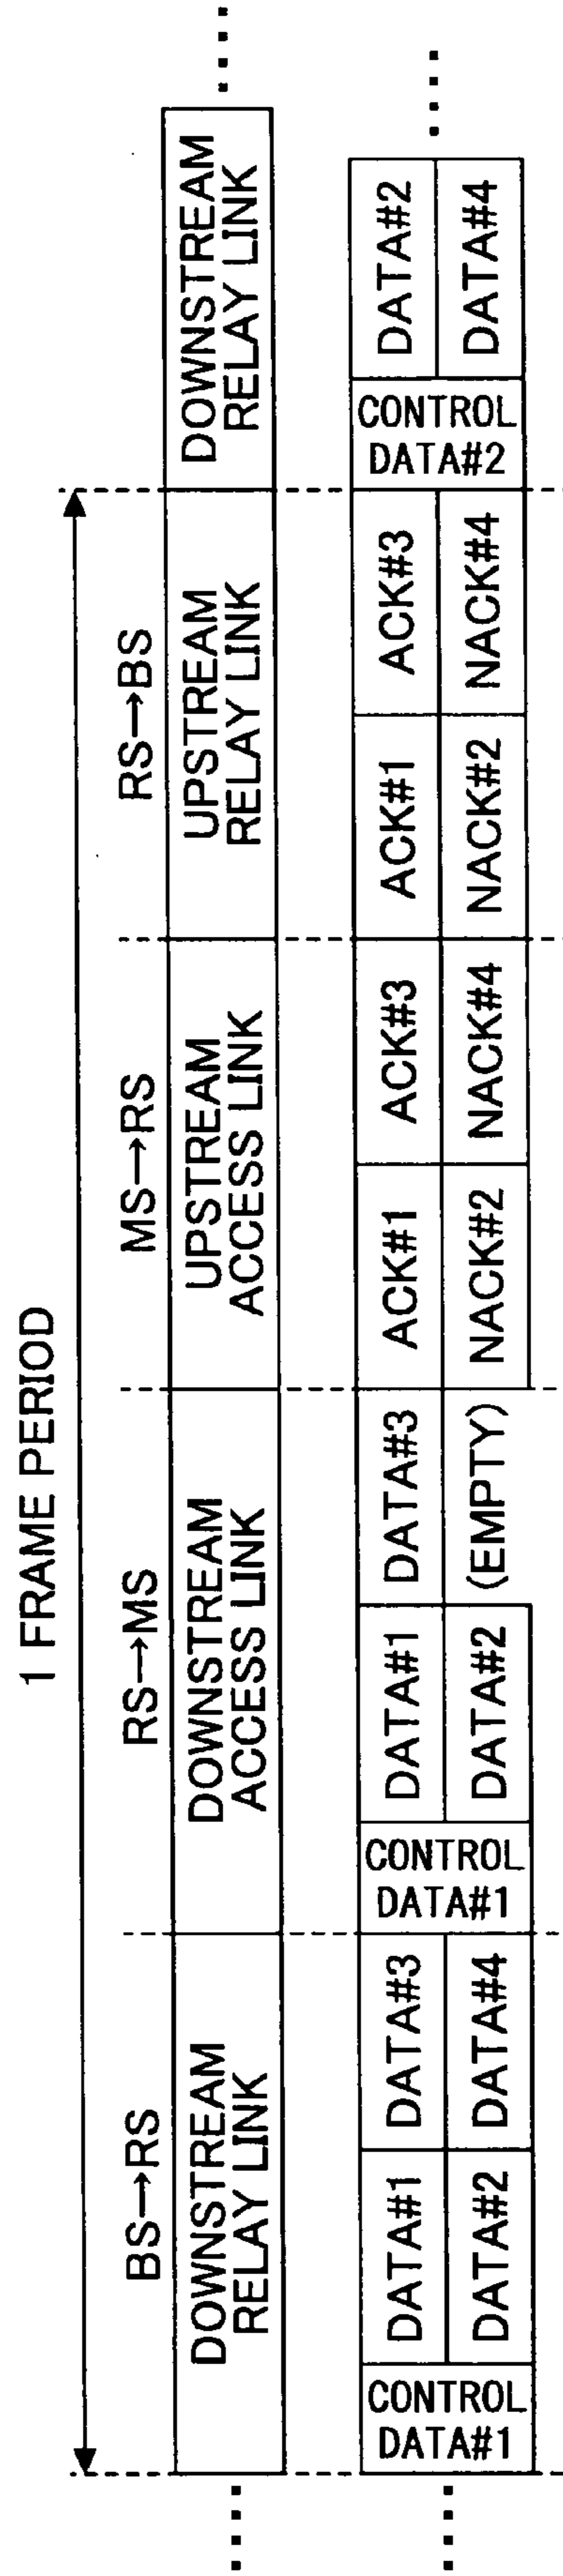 1 FRAME PERIOD
BS→RS
RS→MS
MS→RS
RS→BS
DOWNSTREAM
RELAY LINK
DOWNSTREAM
ACCESS LINK
UPSTREAM
ACCESS LINK
UPSTREAM
RELAY LINK
DOWNSTREAM
RELAY LINK
CONTROL
DATA#1
DATA#1
DATA#3
DATA#2
DATA#4
CONTROL
DATA#1
DATA#1
DATA#3
DATA#2
(EMPTY)
ACK#1
ACK#3
NACK#2
NACK#4
ACK#1
ACK#3
NACK#2
NACK#4
CONTROL
DATA#2
DATA#2
DATA#4